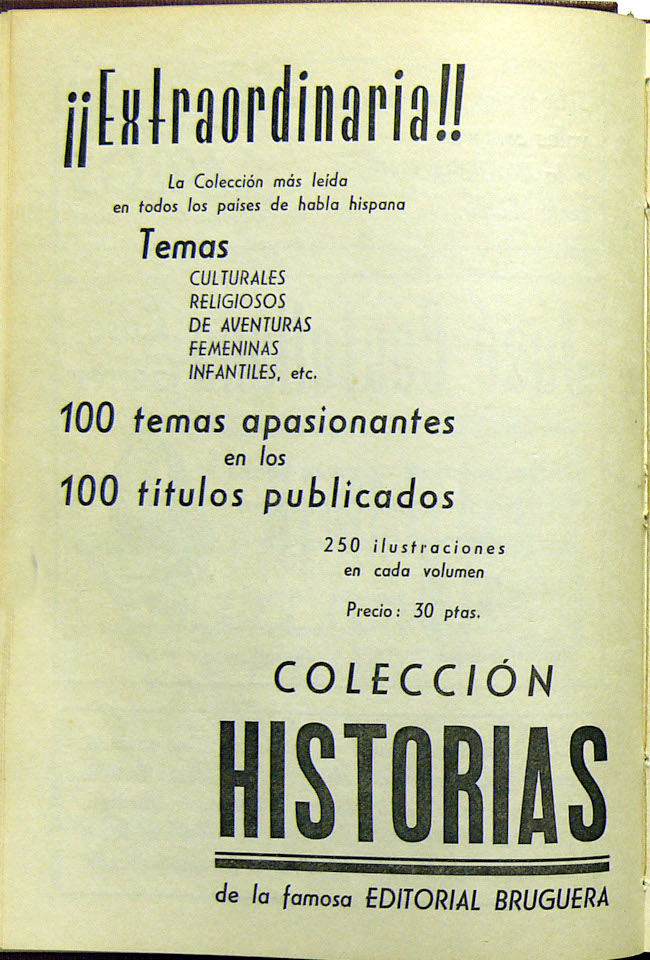 ¡¡Extraordinaria!!
La Colección más leída
en todos los países de habla hispana
Temas
CULTURALES
RELIGIOSOS
DE AVENTURAS
FEMENINAS
INFANTILES, etc.
100 temas apasionantes
en los
100 títulos publicados
250 ilustraciones
en cada volumen
Precio: 30 ptas.
COLECCIÓN
HISTORIAS
de la famosa EDITORIAL BRUGUERA